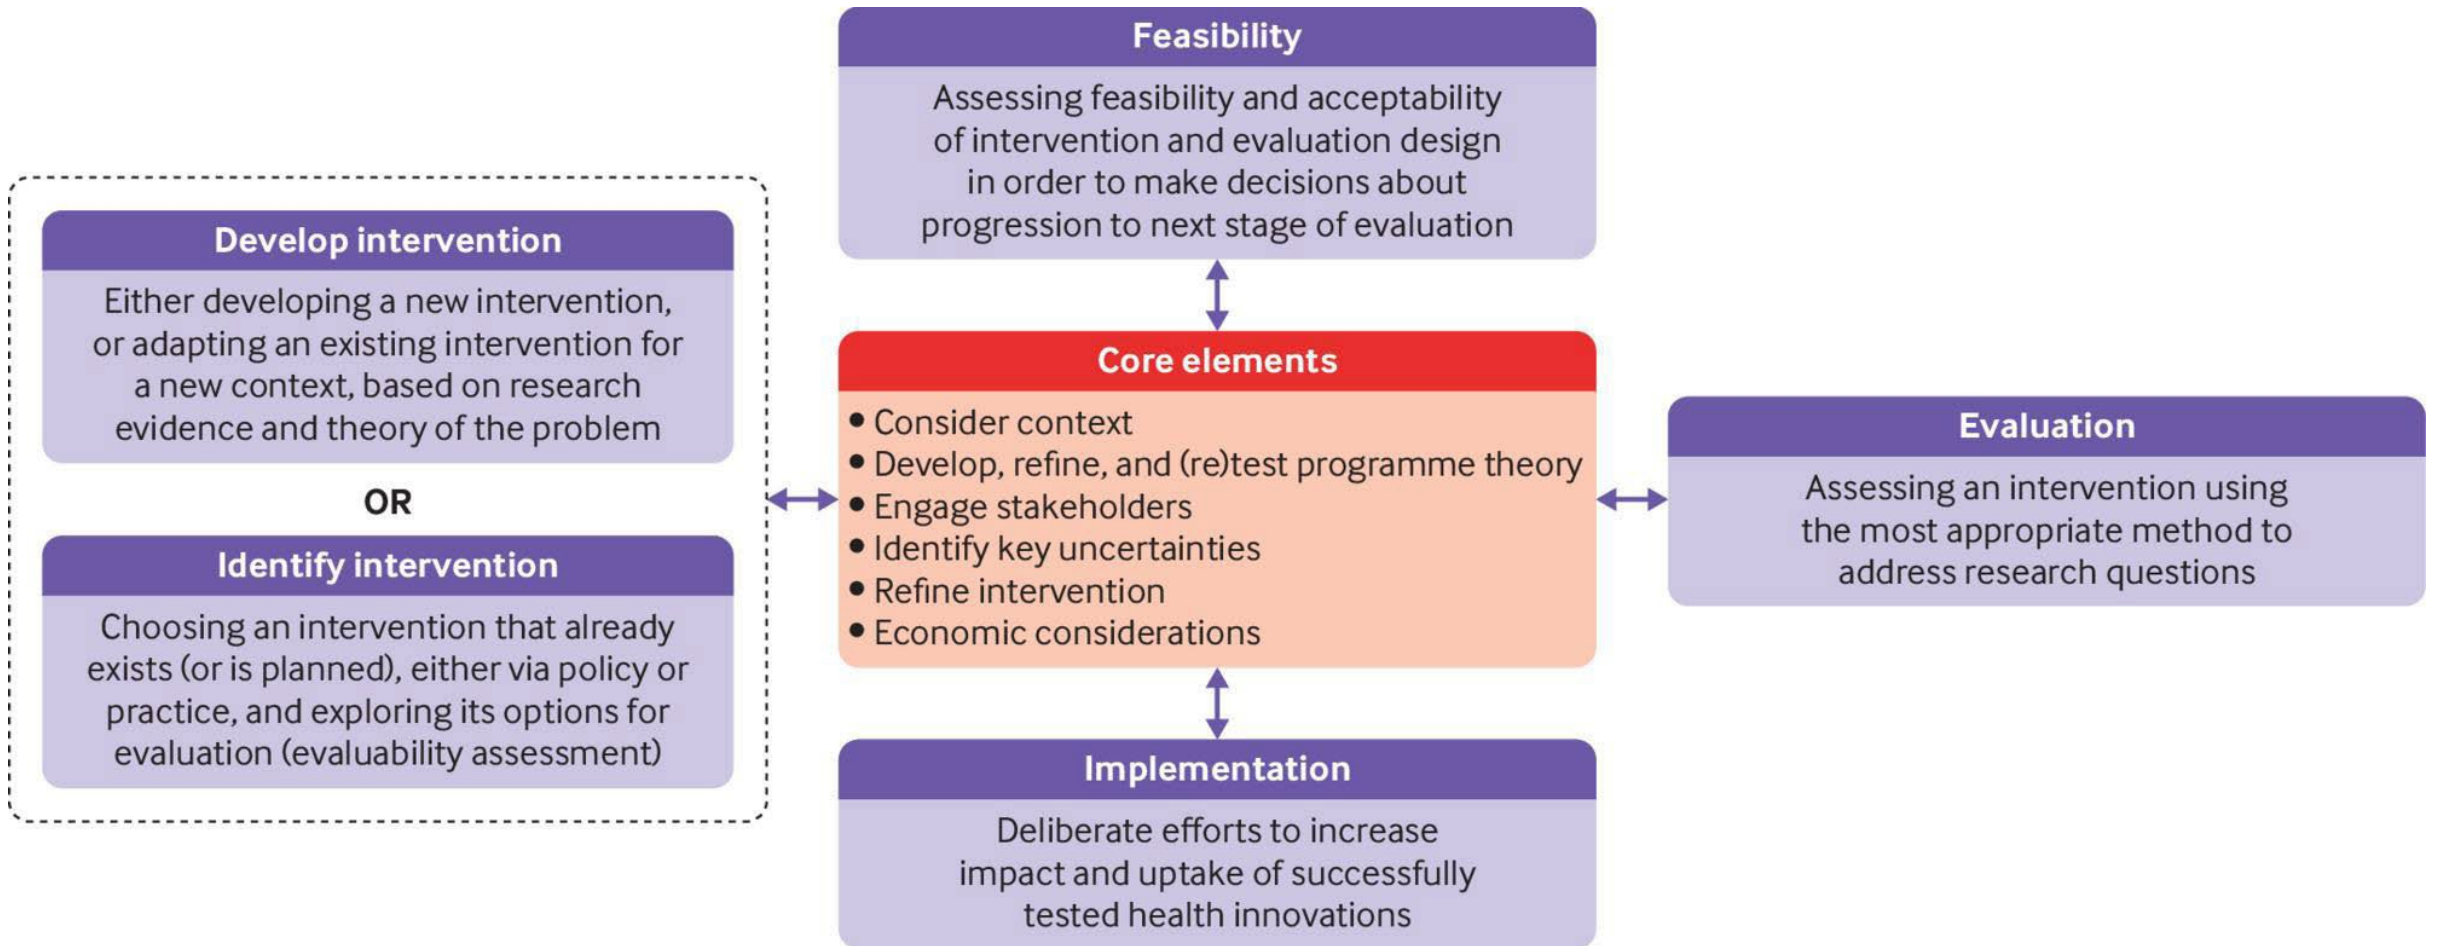 Feasibility
Assessing feasibility and acceptability
of intervention and evaluation design
in order to make decisions about
progression to next stage of evaluation
Develop intervention
Either developing a new intervention,
or adapting an existing intervention for
a new context, based on research
evidence and theory of the problem
OR
Identify intervention
Choosing an intervention that already
exists (or is planned), either via policy or
practice, and exploring its options for
evaluation (evaluability assessment)
Core elements
• Consider context
• Develop, refine, and (re)test programme theory
• Engage stakeholders
• Identify key uncertainties
• Refine intervention
• Economic considerations
Evaluation
Assessing an intervention using
the most appropriate method to
address research questions
Implementation
Deliberate efforts to increase
impact and uptake of successfully
tested health innovations